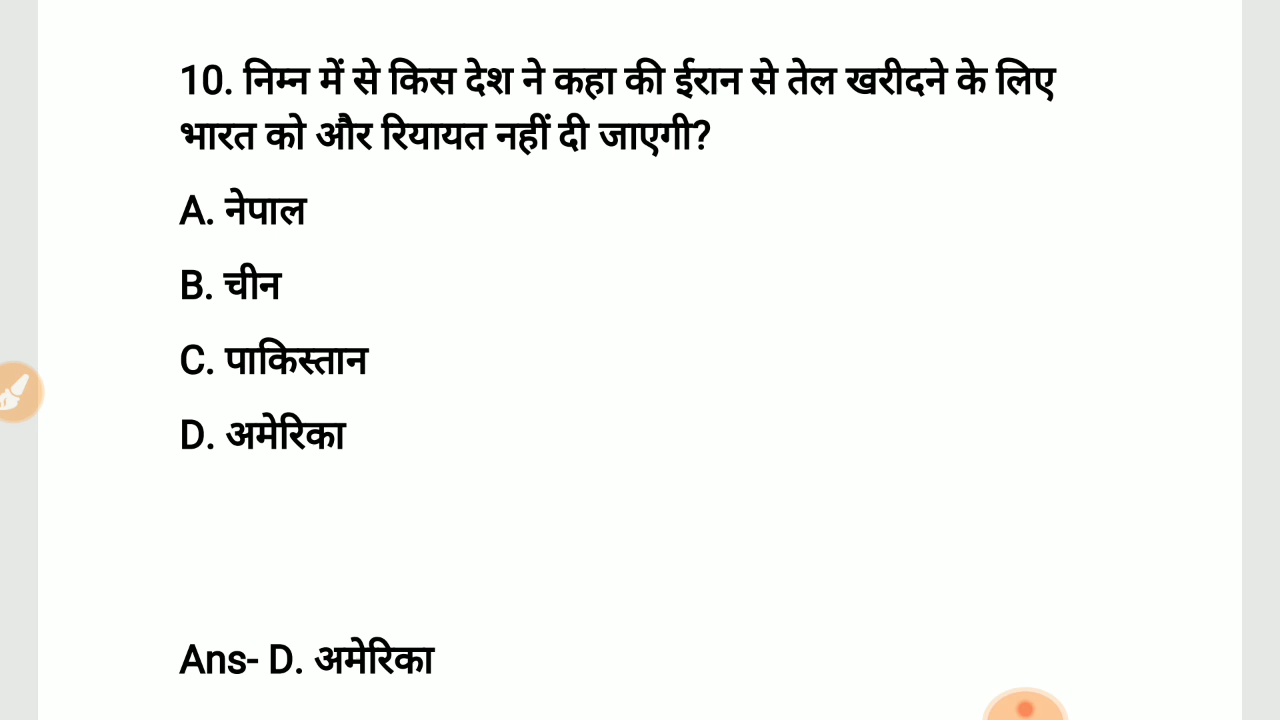 10. निम्न में से किस देश ने कहा की ईरान से तेल खरीदने के लिए
भारत को और रियायत नहीं दी जाएगी?
A. नेपाल
B. चीन
C. पाकिस्तान
D. अमेरिका
Ans- D. अमेरिका